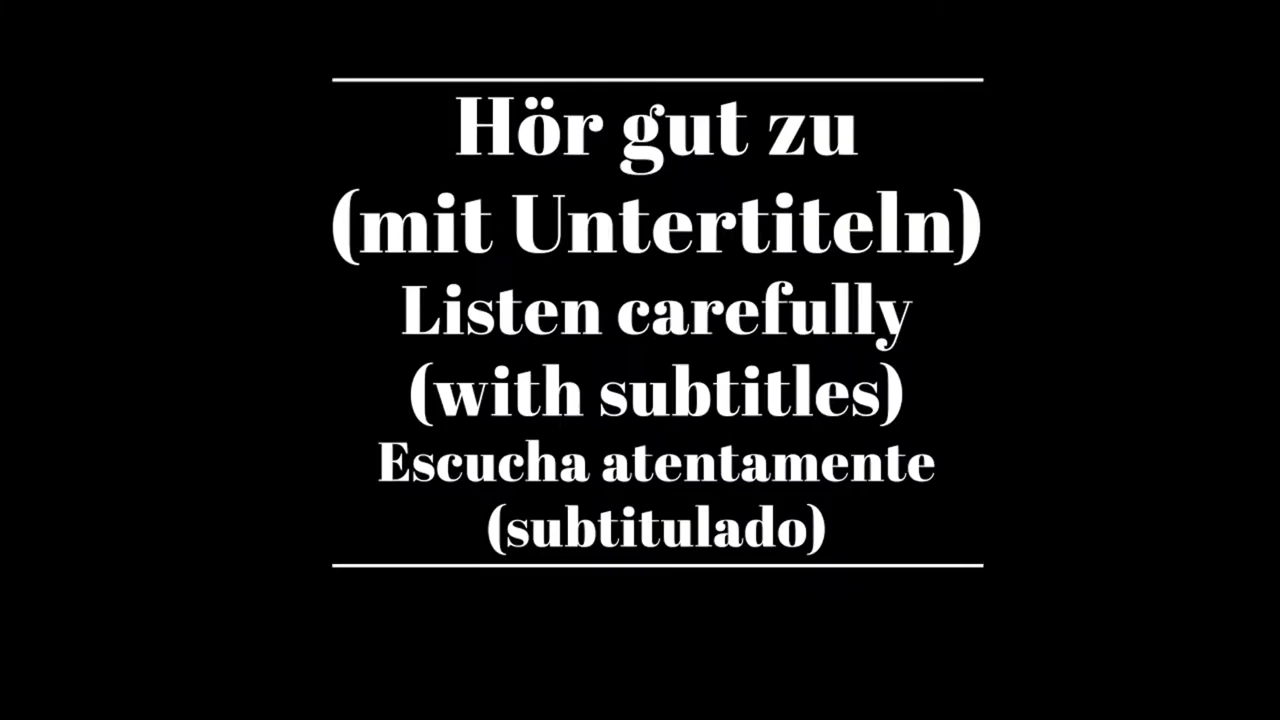 Hör gut zu
(mit Untertiteln)
Listen carefully
(with subtitles)
Escucha atentamente
(subtitulado)